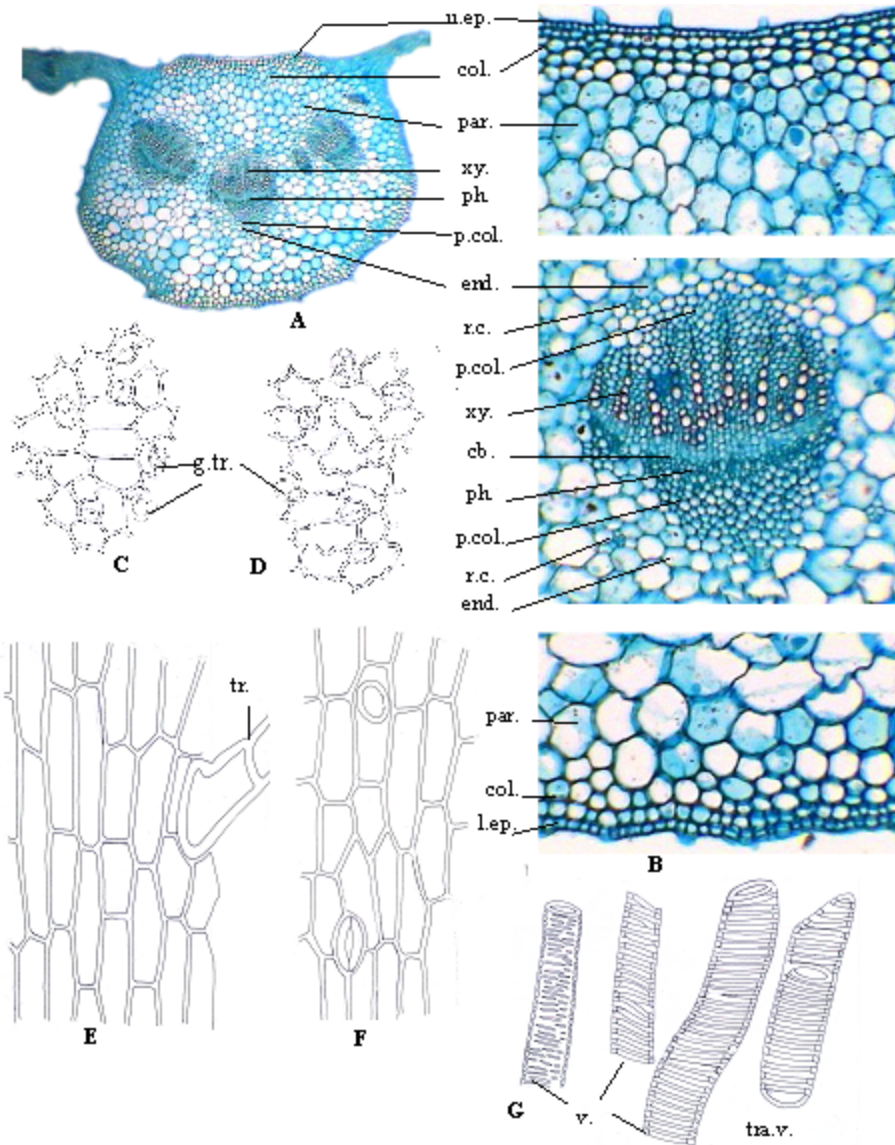 u.ep.
col.
par.
xy.
ph.
p.col.
end.
A
r.c.
p.col.
xy.
cb.
ph.
p.col.
r.c.
end.
g.tr.
C
D
tr.
par.
col.
l.ep.
B
E
F
G
v.
tra.v.